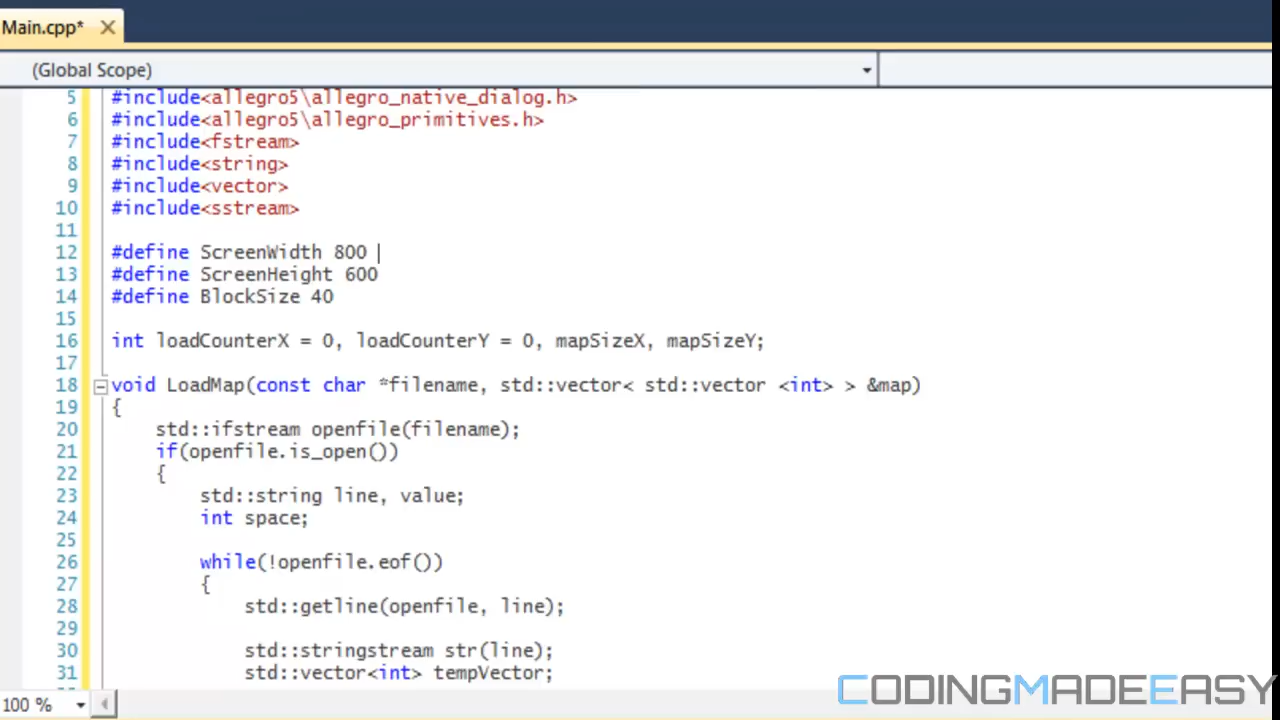 Main.cpp*
(Global Scope)
5 #include<allegro5\allegro_native_dialog.h>
6 #include<allegro5\allegro_primitives.h>
7 #include<fstream>
8 #include<string>
9 #include<vector>
10 #include<sstream>
11
12 #define ScreenWidth 800
13 #define ScreenHeight 600
14 #define BlockSize 40
15
16 int loadCounterX = 0, loadCounterY = 0, mapSizeX, mapSizeY;
17
18 void LoadMap(const char *filename, std::vector< std::vector <int> > &map)
19 {
20 std::ifstream openfile(filename);
21 if(openfile.is_open())
22 {
23 std::string line, value;
24 int space;
25
26 while(!openfile.eof())
27 {
28 std::getline(openfile, line);
29
30 std::stringstream str(line);
31 std::vector<int> tempVector;
100 %
CODINGMADEEASY